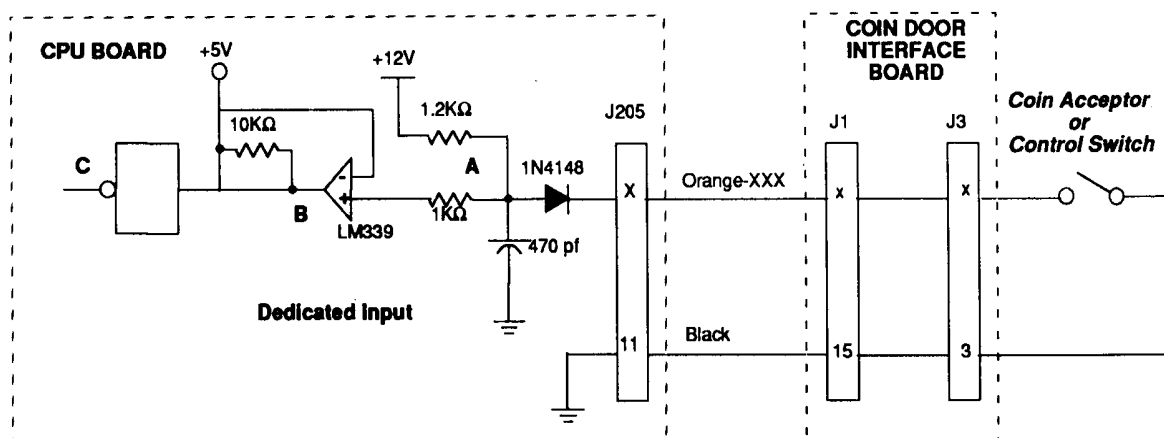 CPU BOARD
+5V
+12V
10KΩ
1.2KΩ
C
A
B
-
+
LM339
1KΩ
1N4148
470 pf
Dedicated Input
J205
X
11
Orange-XXX
Black
COIN DOOR
INTERFACE
BOARD
J1
J3
x
x
15
3
Coin Acceptor
or
Control Switch